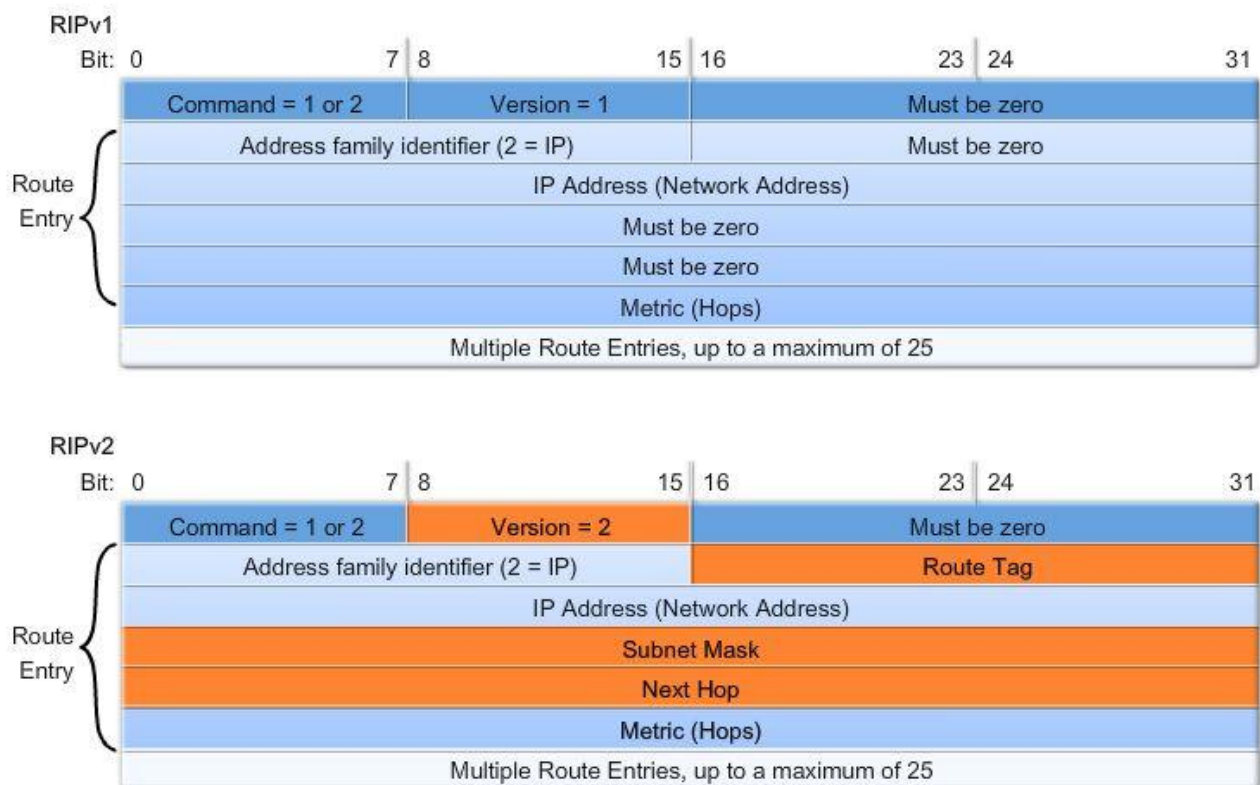 RIPv1
Bit: 0 7 8 15 16 23 24 31
Command = 1 or 2 Version = 1 Must be zero
Address family identifier (2 = IP) Must be zero
Route
Entry
IP Address (Network Address)
Must be zero
Must be zero
Metric (Hops)
Multiple Route Entries, up to a maximum of 25
RIPv2
Bit: 0 7 8 15 16 23 24 31
Command = 1 or 2 Version = 2 Must be zero
Address family identifier (2 = IP) Route Tag
IP Address (Network Address)
Route
Entry
Subnet Mask
Next Hop
Metric (Hops)
Multiple Route Entries, up to a maximum of 25